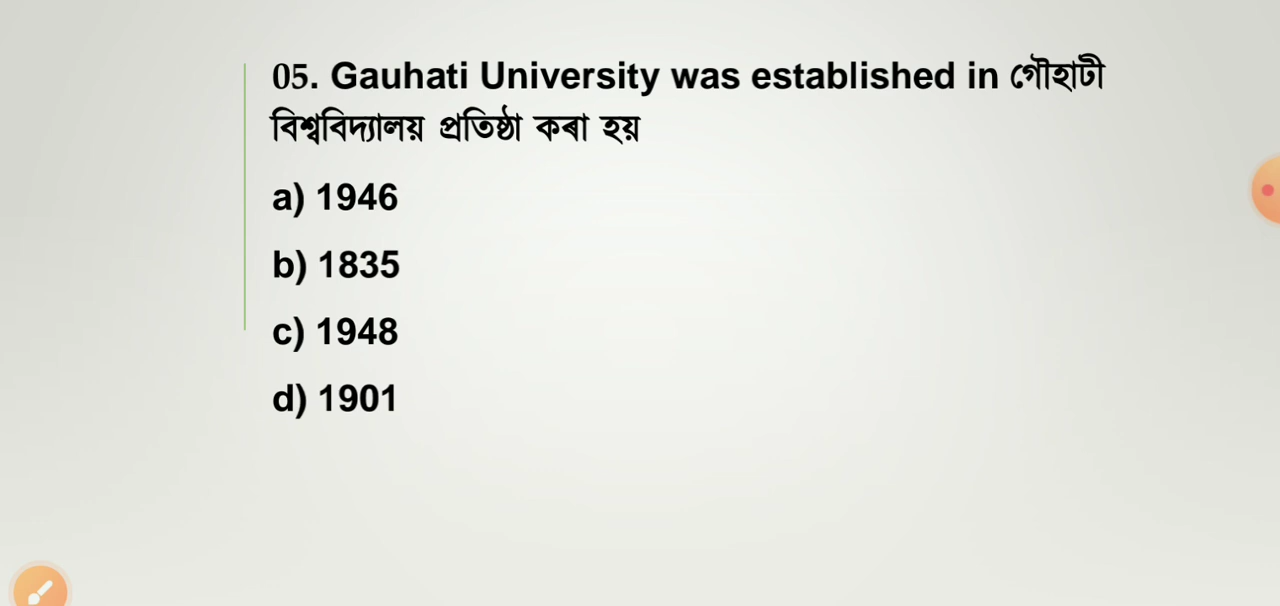 05. Gauhati University was established in গৌহাটী
বিশ্ববিদ্যালয় প্ৰতিষ্ঠা কৰা হয়
a) 1946
b) 1835
c) 1948
d) 1901